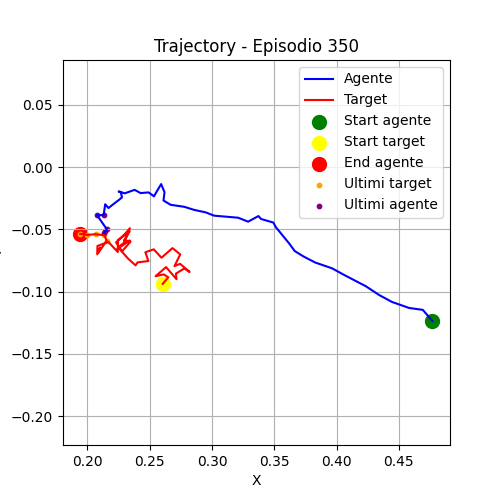 Trajectory - Episodio 350
Agente
Target
Start agente
Start target
End agente
Ultimi target
Ultimi agente
0.05
0.00
−0.05
−0.10
−0.15
−0.20
0.20 0.25 0.30 0.35 0.40 0.45
X